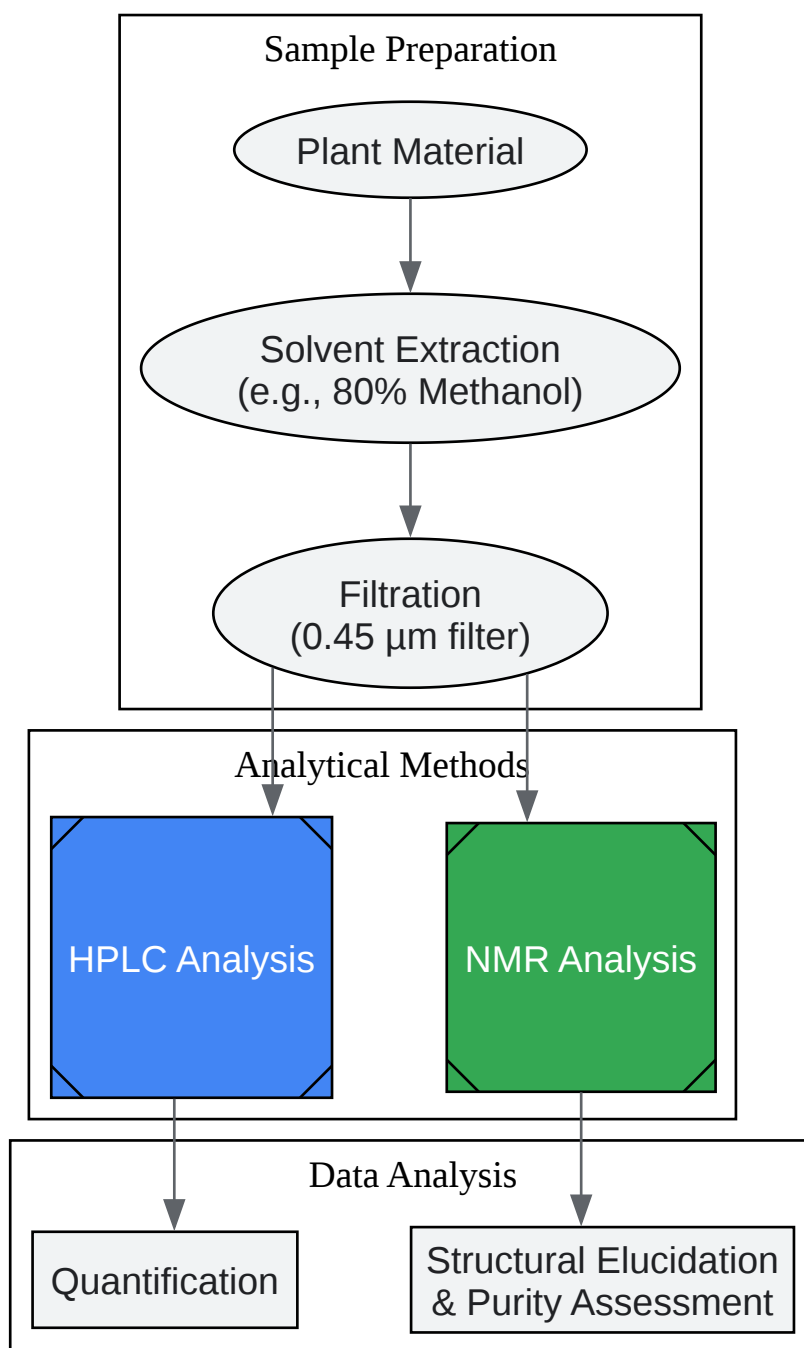 Sample Preparation
Plant Material
Solvent Extraction
(e.g., 80% Methanol)
Filtration
(0.45 µm filter)
Analytical Methods
HPLC Analysis
NMR Analysis
Data Analysis
Quantification
Structural Elucidation
& Purity Assessment